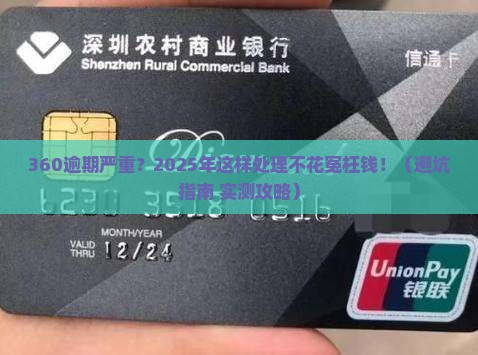 深圳农村商业银行
Shenzhen Rural Commercial Bank
信通卡
360逾期严重？2025年这样处理不花冤枉钱！（避坑
指南 实测攻略）
MONTH/YEAR
VALID
THRU
12/24
UnionPay
银联